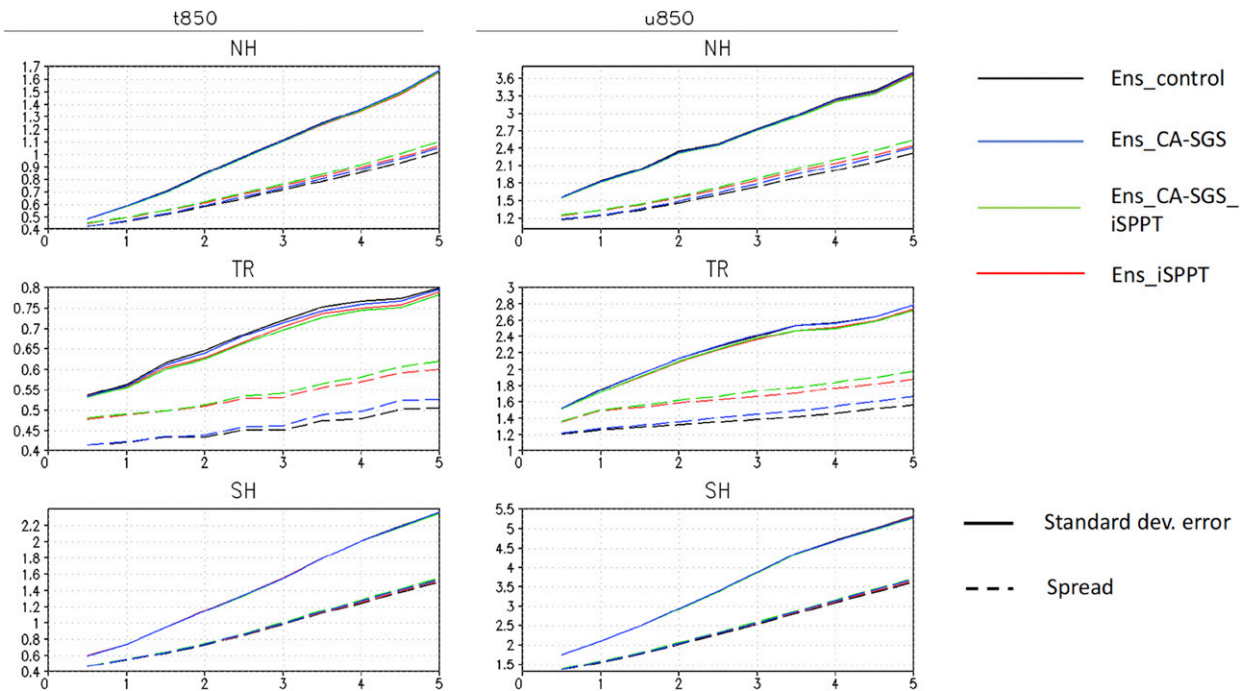 t850
u850
NH
1.7
1.6
1.5
1.4
1.3
1.2
1.1
1
0.9
0.8
0.7
0.6
0.5
0.4
0 1 2 3 4 5
NH
3.6
3.3
3
2.7
2.4
2.1
1.8
1.5
1.2
0 1 2 3 4 5
TR
0.8
0.75
0.7
0.65
0.6
0.55
0.5
0.45
0.4
0 1 2 3 4 5
TR
3
2.8
2.6
2.4
2.2
2
1.8
1.6
1.4
1.2
1
0 1 2 3 4 5
SH
2.2
2
1.8
1.6
1.4
1.2
1
0.8
0.6
0.4
0 1 2 3 4 5
SH
5.5
5
4.5
4
3.5
3
2.5
2
1.5
0 1 2 3 4 5
Ens_control
Ens_CA-SGS
Ens_CA-SGS_
iSPPT
Ens_iSPPT
Standard dev. error
Spread